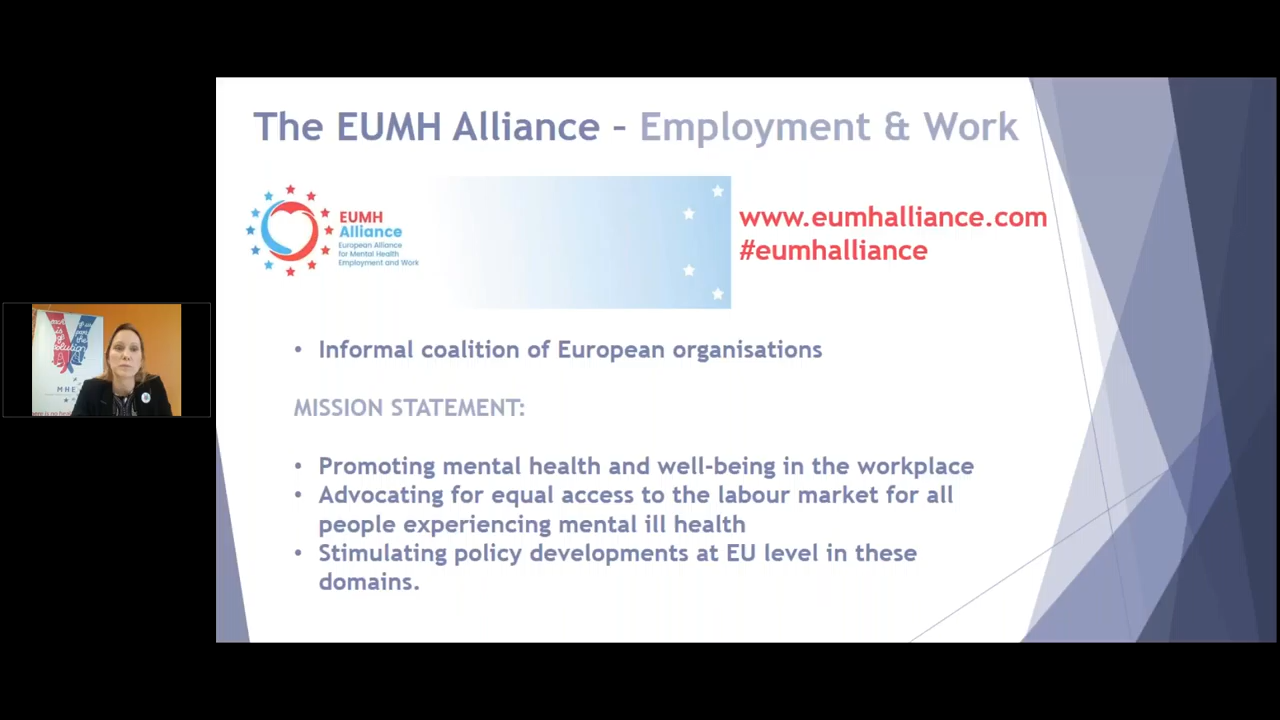 The EUMH Alliance – Employment & Work
EUMH
Alliance
European Alliance
for Mental Health
Employment and Work
www.eumhalliance.com
#eumhalliance
• Informal coalition of European organisations
MISSION STATEMENT:
• Promoting mental health and well-being in the workplace
• Advocating for equal access to the labour market for all
people experiencing mental ill health
• Stimulating policy developments at EU level in these
domains.
is
MHE